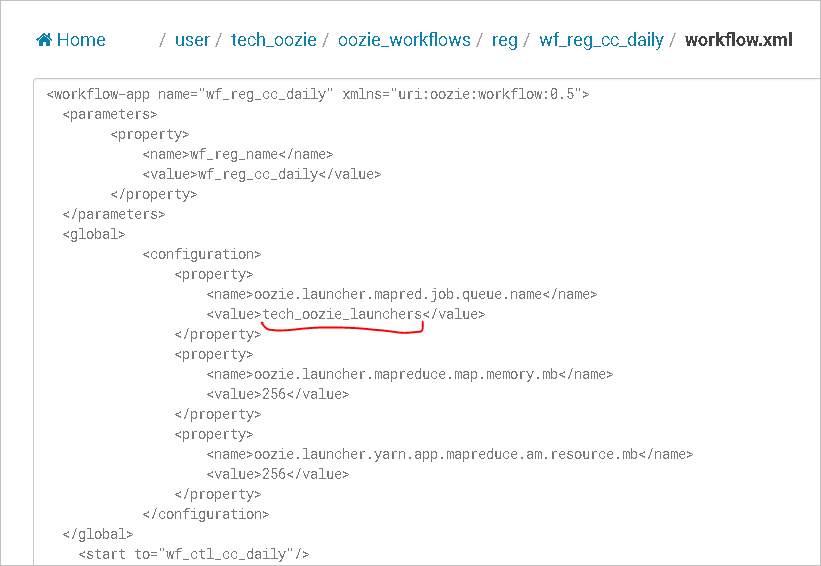 Home / user / tech_oozie / oozie_workflows / reg / wf_reg_cc_daily / workflow.xml
<workflow-app name="wf_reg_cc_daily" xmlns="uri:oozie:workflow:0.5">
<parameters>
<property>
<name>wf_reg_name</name>
<value>wf_reg_cc_daily</value>
</property>
</parameters>
<global>
<configuration>
<property>
<name>oozie.launcher.mapred.job.queue.name</name>
<value>tech_oozie_launchers</value>
</property>
<property>
<name>oozie.launcher.mapreduce.map.memory.mb</name>
<value>256</value>
</property>
<property>
<name>oozie.launcher.yarn.app.mapreduce.am.resource.mb</name>
<value>256</value>
</property>
</configuration>
</global>
<start to="wf_ctl_cc_daily"/>